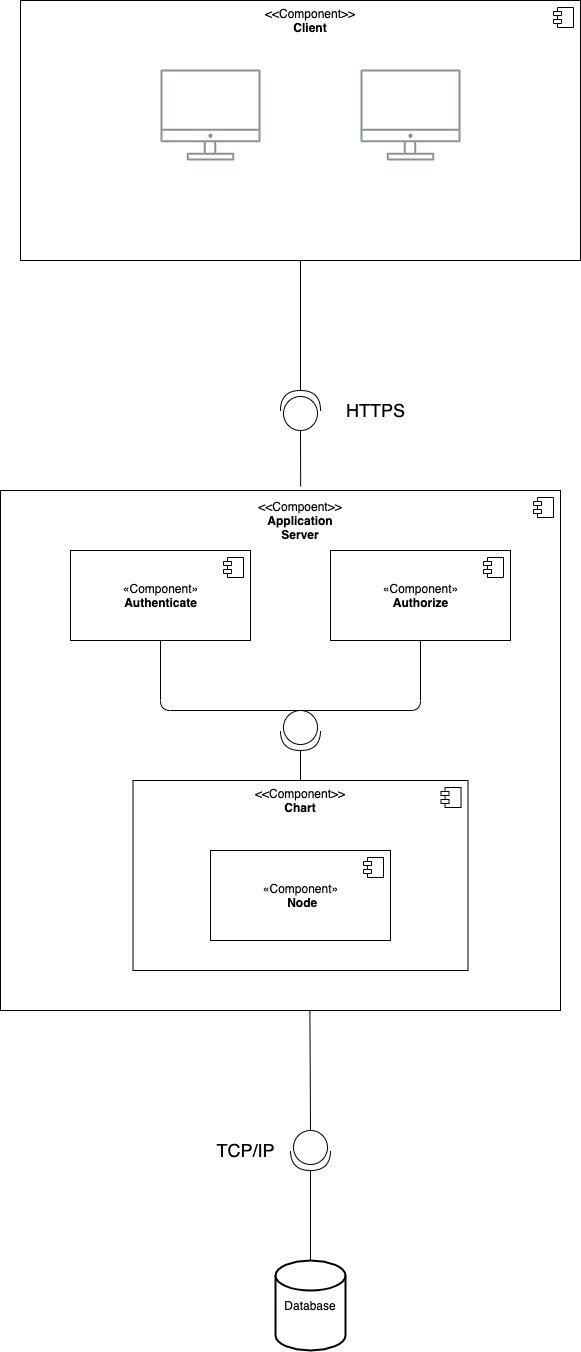 <<Component>>
Client
HTTPS
<<Compoent>>
Application
Server
«Component»
Authenticate
«Component»
Authorize
<<Component>>
Chart
«Component»
Node
TCP/IP
Database